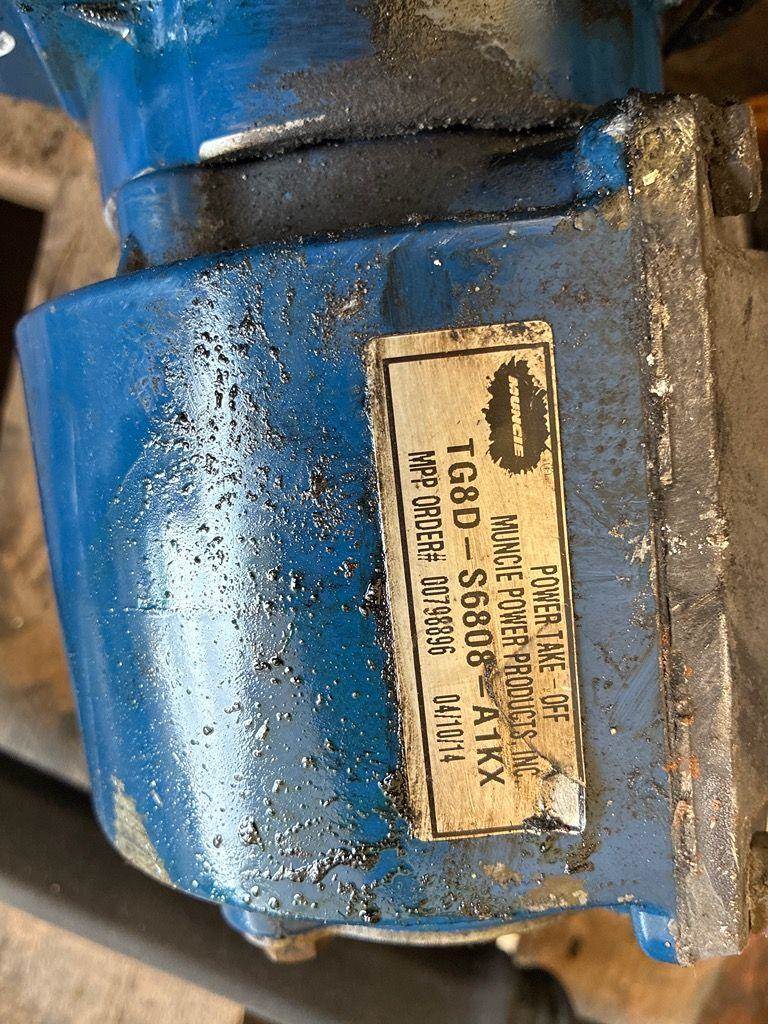 MUNCIE
POWER TAKE-OFF
MUNCIE POWER PRODUCTS, INC
TG8D-S6808-A1KX
MPP ORDER# 00798896 04/10/14